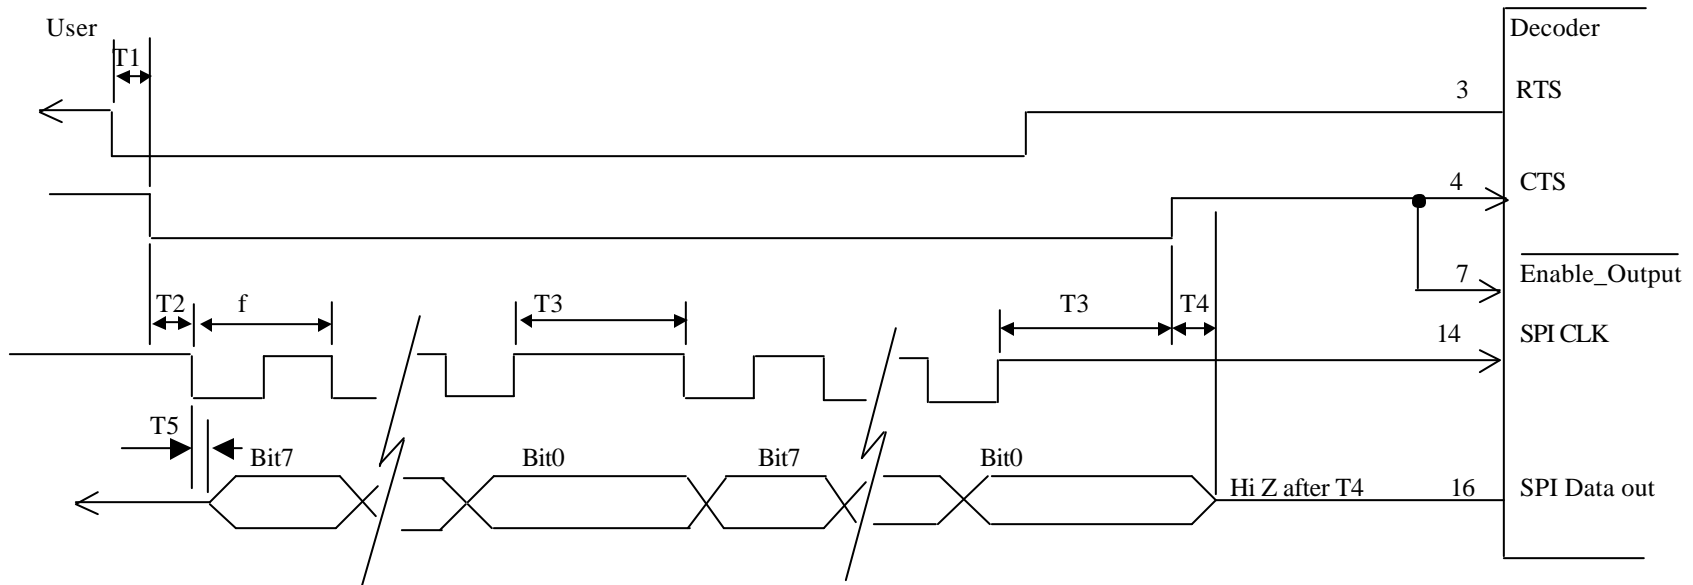 User
Decoder
T1
3 RTS
4 CTS
7 Enable_Output
T2 f T3 T3 T4
14 SPI CLK
T5
Bit7 Bit0 Bit7 Bit0
Hi Z after T4 16 SPI Data out